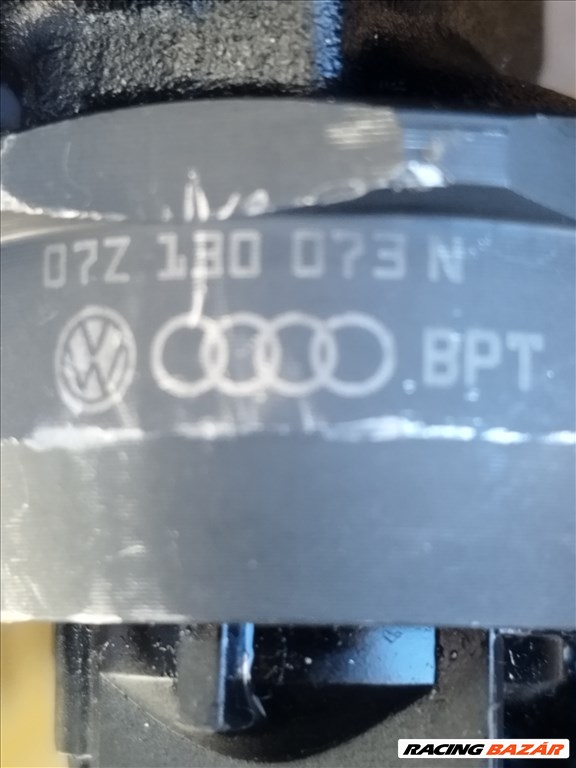 07Z 130 073 N
BPT
RACING BAZÁR